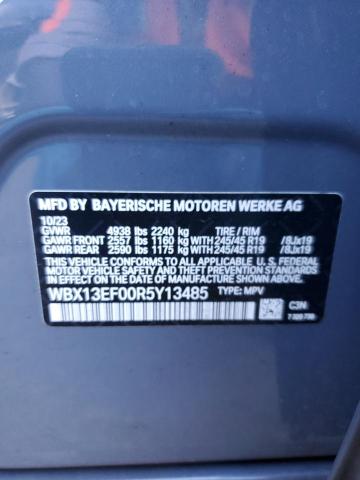 MFD BY BAYERISCHE MOTOREN WERKE AG
10/23
GVWR 4938 lbs 2240 kg TIRE / RIM
GAWR FRONT 2557 lbs 1160 kg WITH 245/45 R19 /8Jx19
GAWR REAR 2590 lbs 1175 kg WITH 245/45 R19 /8Jx19
THIS VEHICLE CONFORMS TO ALL APPLICABLE U.S. FEDERAL
MOTOR VEHICLE SAFETY, BUMPER, AND THEFT PREVENTION
STANDARDS IN EFFECT ON THE DATE OF MANUFACTURE SHOWN ABOVE.
WBX13EF00R5Y13485 TYPE: MPV C3N